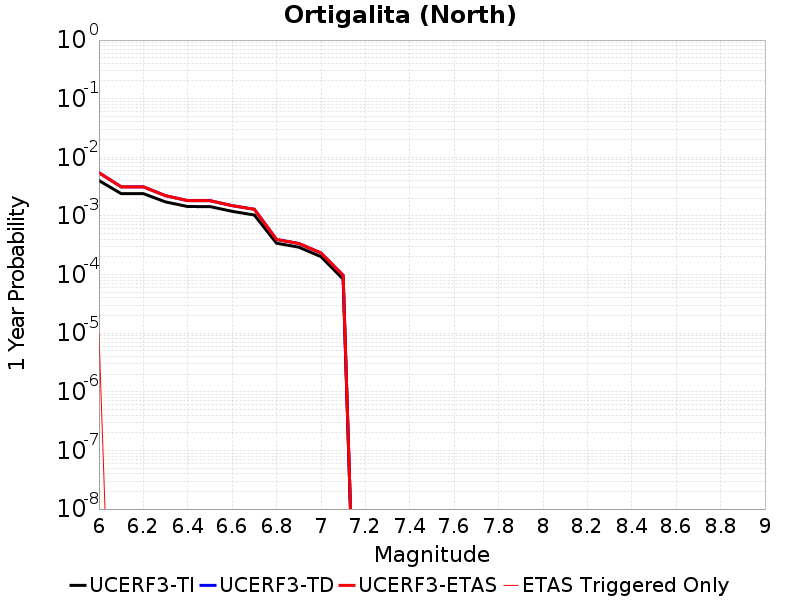 Ortigalita (North)
10^0
10^-1
10^-2
10^-3
10^-4
10^-5
10^-6
10^-7
10^-8
1 Year Probability
6 6.2 6.4 6.6 6.8 7 7.2 7.4 7.6 7.8 8 8.2 8.4 8.6 8.8 9
Magnitude
UCERF3-TI UCERF3-TD UCERF3-ETAS ETAS Triggered Only